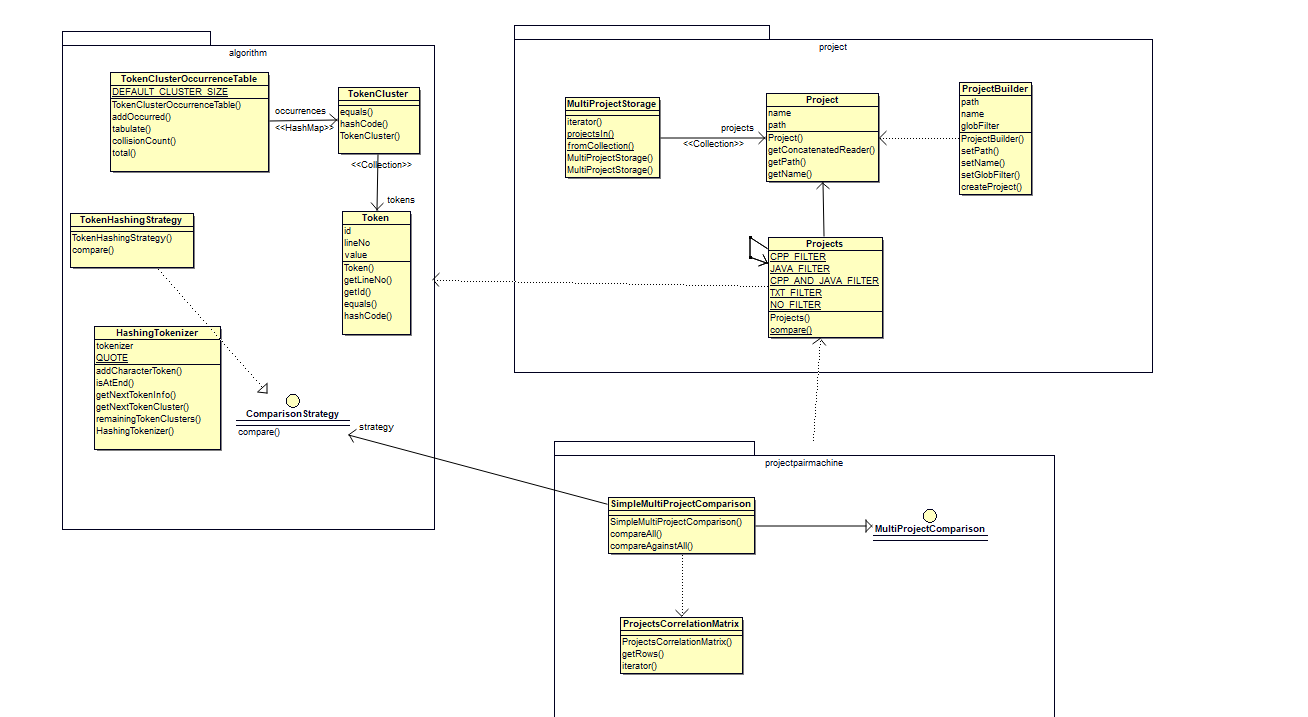 algorithm
TokenClusterOccurrenceTable
DEFAULT_CLUSTER_SIZE
TokenClusterOccurrenceTable()
addOccurred()
tabulate()
collisionCount()
total()
occurrences
<<HashMap>>
TokenCluster
equals()
hashCode()
TokenCluster()
<<Collection>>
tokens
TokenHashingStrategy
TokenHashingStrategy()
compare()
Token
id
lineNo
value
Token()
getLineNo()
getId()
equals()
hashCode()
HashingTokenizer
tokenizer
QUOTE
addCharacterToken()
isAtEnd()
getNextTokenInfo()
getNextTokenCluster()
remainingTokenClusters()
HashingTokenizer()
ComparisonStrategy
compare()
strategy
project
MultiProjectStorage
iterator()
projectsIn()
fromCollection()
MultiProjectStorage()
MultiProjectStorage()
projects
<<Collection>>
Project
name
path
Project()
getConcatenatedReader()
getPath()
getName()
ProjectBuilder
path
name
globFilter
ProjectBuilder()
setPath()
setName()
setGlobFilter()
createProject()
Projects
CPP_FILTER
JAVA_FILTER
CPP_AND_JAVA_FILTER
TXT_FILTER
NO_FILTER
Projects()
compare()
projectpairmachine
SimpleMultiProjectComparison
SimpleMultiProjectComparison()
compareAll()
compareAgainstAll()
MultiProjectComparison
ProjectsCorrelationMatrix
ProjectsCorrelationMatrix()
getRows()
iterator()